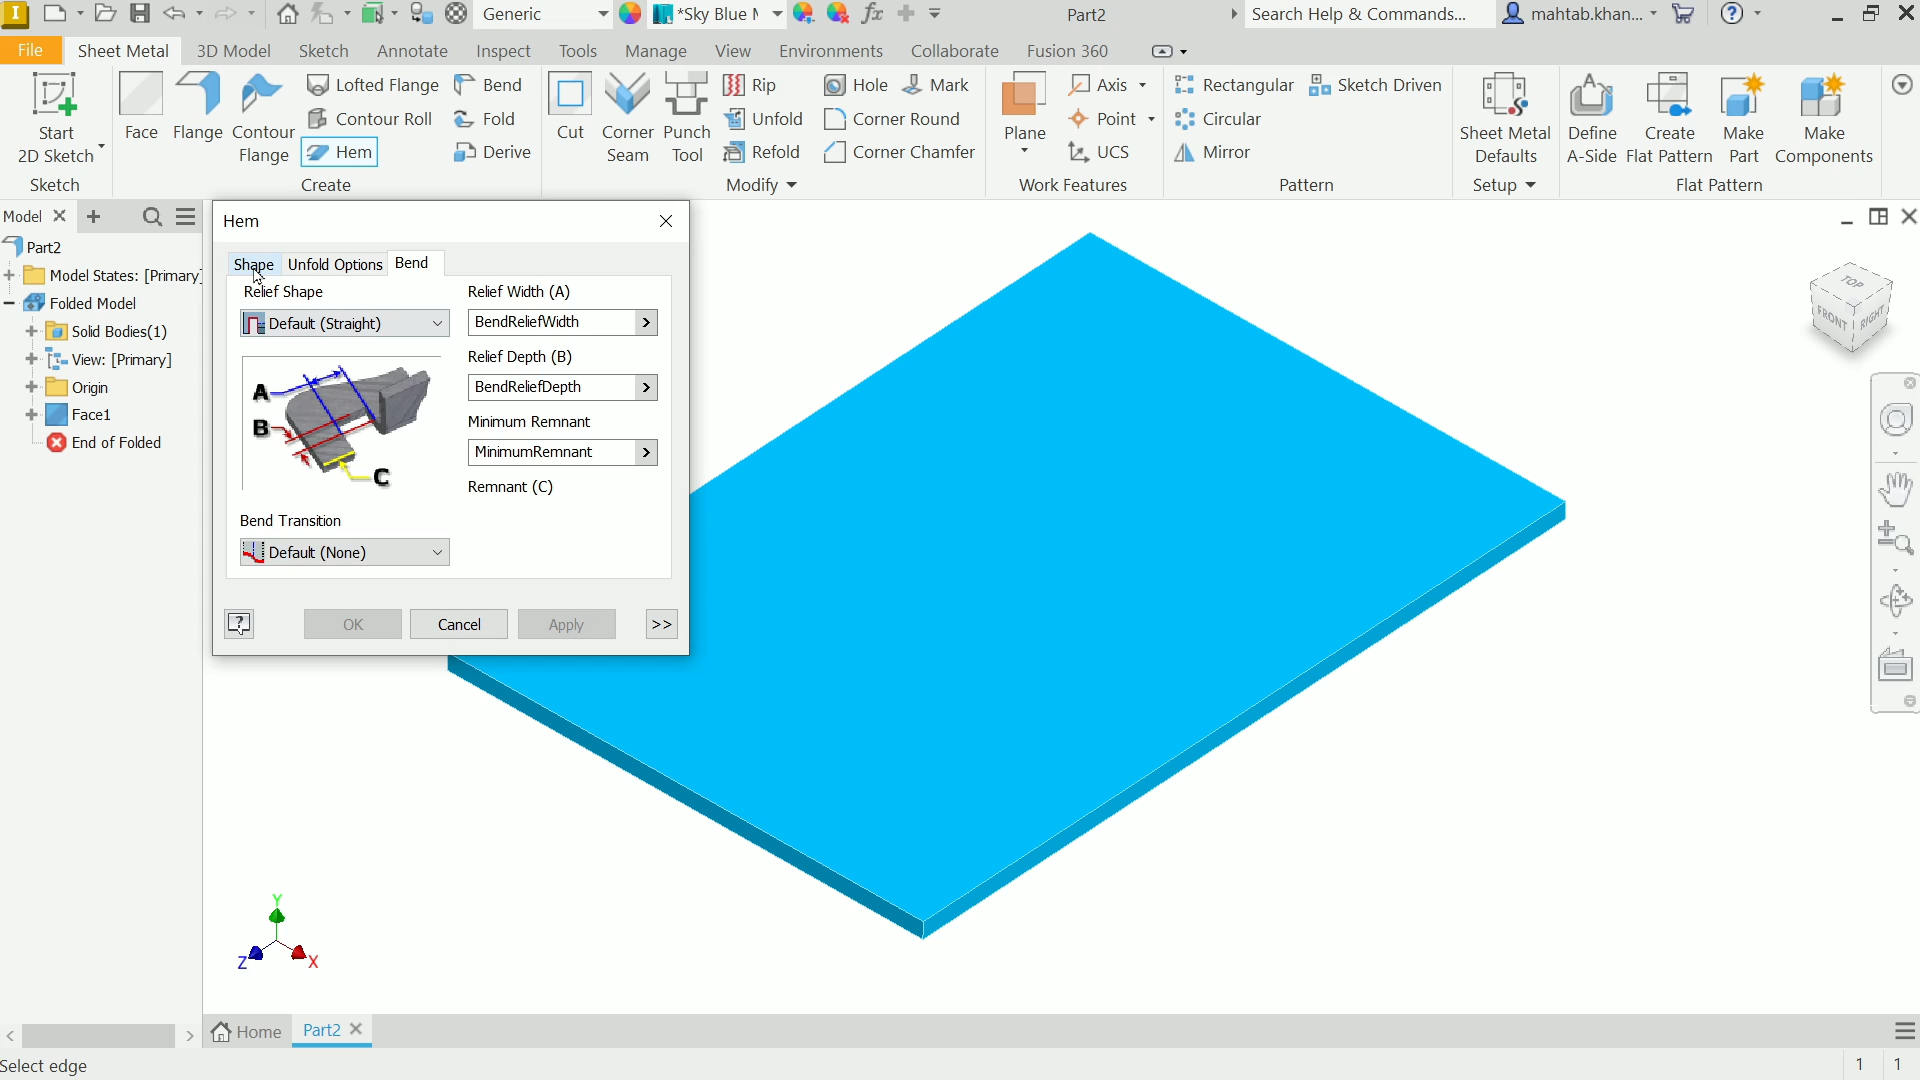 Generic
*Sky Blue M
Part2
Search Help & Commands...
mahtab.khan...
File
Sheet Metal
3D Model
Sketch
Annotate
Inspect
Tools
Manage
View
Environments
Collaborate
Fusion 360
Start
2D Sketch
Face
Flange
Contour
Flange
Lofted Flange
Contour Roll
Hem
Bend
Fold
Derive
Cut
Corner
Seam
Punch
Tool
Rip
Unfold
Refold
Hole
Mark
Corner Round
Corner Chamfer
Plane
Axis
Point
UCS
Rectangular
Sketch Driven
Circular
Mirror
Sheet Metal
Defaults
Define
A-Side
Create
Flat Pattern
Make
Part
Make
Components
Sketch
Create
Modify
Work Features
Pattern
Setup
Flat Pattern
Model
Part2
Model States: [Primary]
Folded Model
Solid Bodies(1)
View: [Primary]
Origin
Face1
End of Folded
Hem
Shape
Unfold Options
Bend
Relief Shape
Default (Straight)
A
B
C
Bend Transition
Default (None)
Relief Width (A)
BendReliefWidth
>
Relief Depth (B)
BendReliefDepth
>
Minimum Remnant
MinimumRemnant
>
Remnant (C)
OK
Cancel
Apply
>>
TOP
FRONT
RIGHT
Y
Z
X
Home
Part2
Select edge
1
1